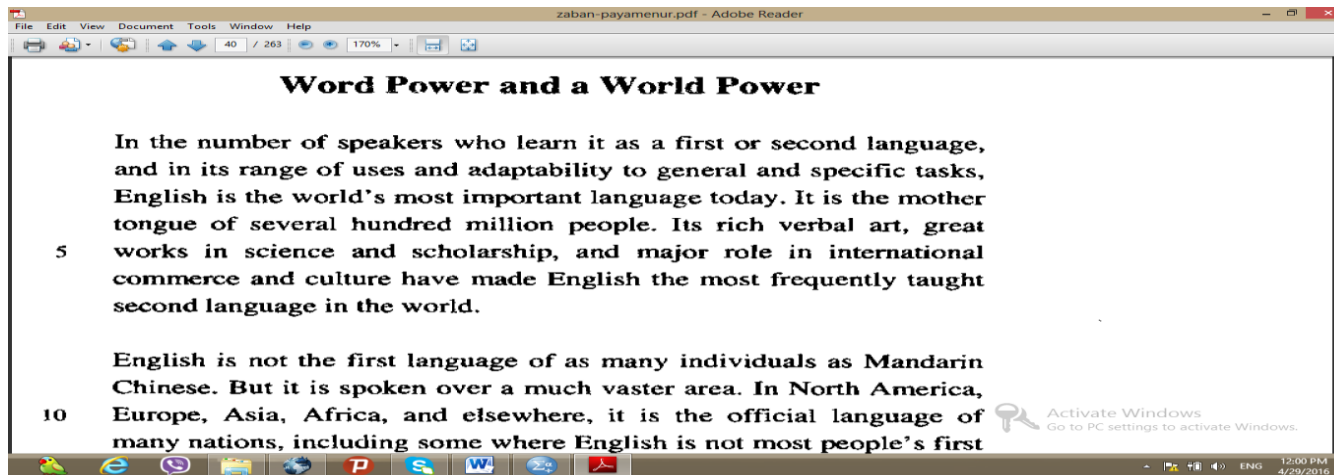 zaban-payamenur.pdf - Adobe Reader
File Edit View Document Tools Window Help
40 / 263 170%
Word Power and a World Power
In the number of speakers who learn it as a first or second language,
and in its range of uses and adaptability to general and specific tasks,
English is the world's most important language today. It is the mother
tongue of several hundred million people. Its rich verbal art, great
5 works in science and scholarship, and major role in international
commerce and culture have made English the most frequently taught
second language in the world.
English is not the first language of as many individuals as Mandarin
Chinese. But it is spoken over a much vaster area. In North America,
10 Europe, Asia, Africa, and elsewhere, it is the official language of
many nations, including some where English is not most people's first
Activate Windows
Go to PC settings to activate Windows.
ENG 12:00 PM
4/29/2016